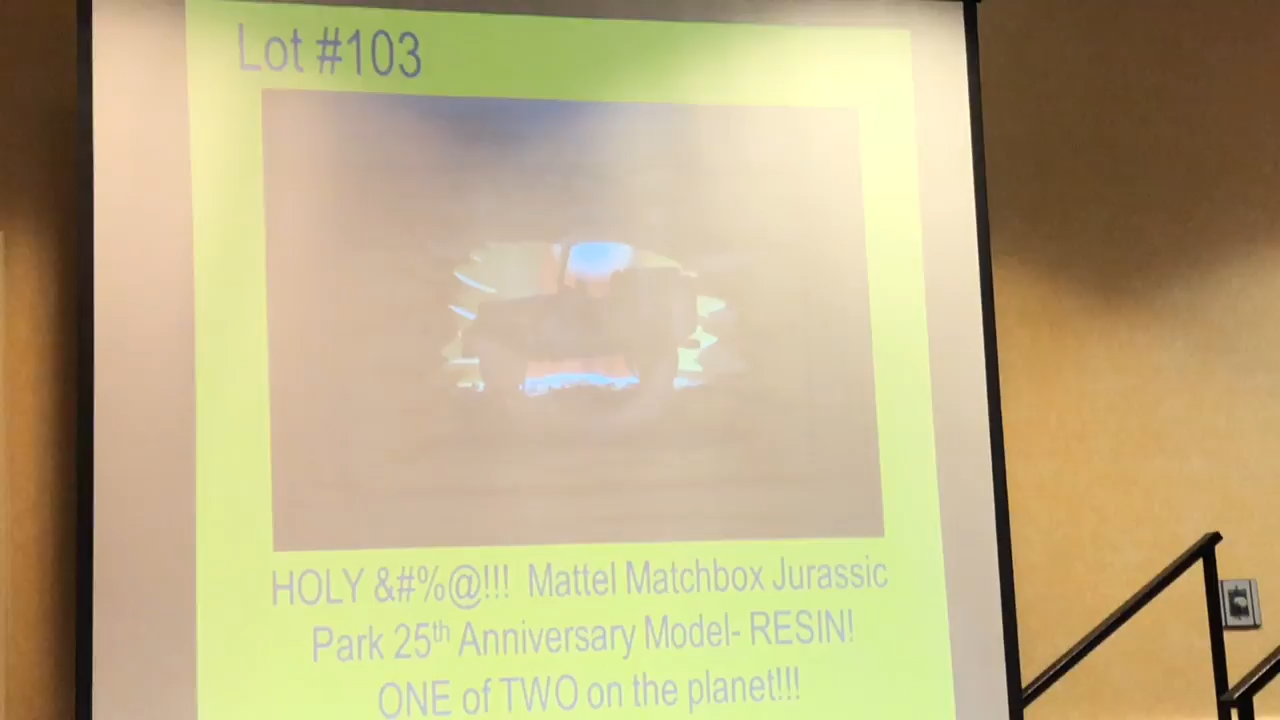 Lot #103
HOLY &#%@!!! Mattel Matchbox Jurassic
Park 25th Anniversary Model- RESIN!
ONE of TWO on the planet!!!